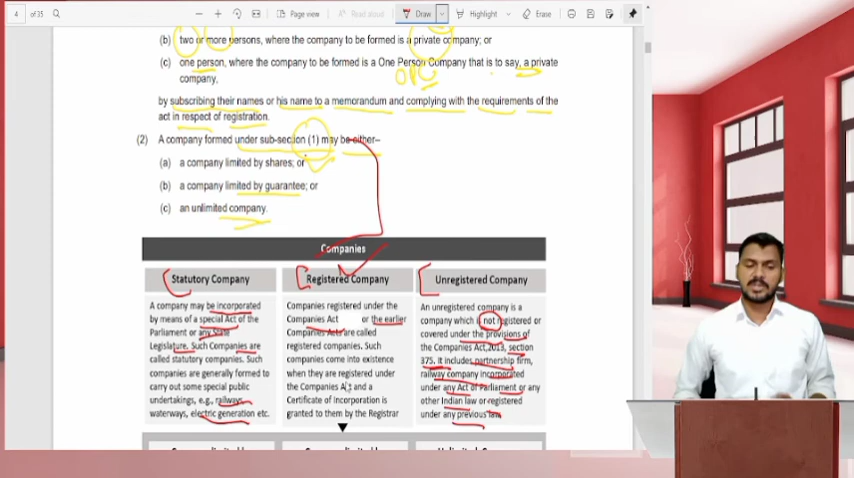 4 of 35
Page view
Read aloud
Draw
Highlight
Erase
(b) two or more persons, where the company to be formed is a private company; or
(c) one person, where the company to be formed is a One Person Company that is to say, a private
company,
OPC
by subscribing their names or his name to a memorandum and complying with the requirements of the
act in respect of registration.
(2) A company formed under sub-section (1) may be either–
(a) a company limited by shares; or
(b) a company limited by guarantee; or
(c) an unlimited company.
Companies
Statutory Company
A company may be incorporated
by means of a special Act of the
Parliament or any State
Legislature. Such Companies are
called statutory companies. Such
companies are generally formed to
carry out some special public
undertakings, e.g., railways,
waterways, electric generation etc.
Registered Company
Companies registered under the
Companies Act or the earlier
Companies Acts are called
registered companies. Such
companies come into existence
when they are registered under
the Companies Act and a
Certificate of Incorporation is
granted to them by the Registrar
Unregistered Company
An unregistered company is a
company which is not registered or
covered under the provisions of
the Companies Act,2013, section
375. It includes partnership firm,
railway company incorporated
under any Act of Parliament or any
other Indian law or registered
under any previous law.